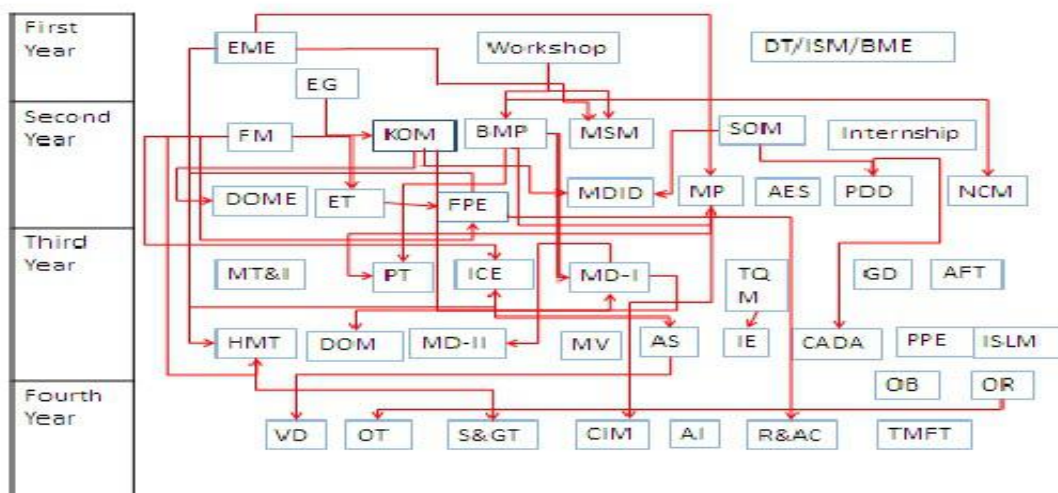 First
Year
EME
Workshop
DT/ISM/BME
EG
Second
Year
FM
KOM
BMP
MSM
SOM
Internship
DOME
ET
FPE
MDID
MP
AES
PDD
NCM
Third
Year
MT&II
PT
ICE
MD-I
TQ
M
GD
AFT
HMT
DOM
MD-II
MV
AS
IE
CADA
PPE
ISLM
Fourth
Year
OB
OR
VD
OT
S&GT
CIM
AI
R&AC
TMFT